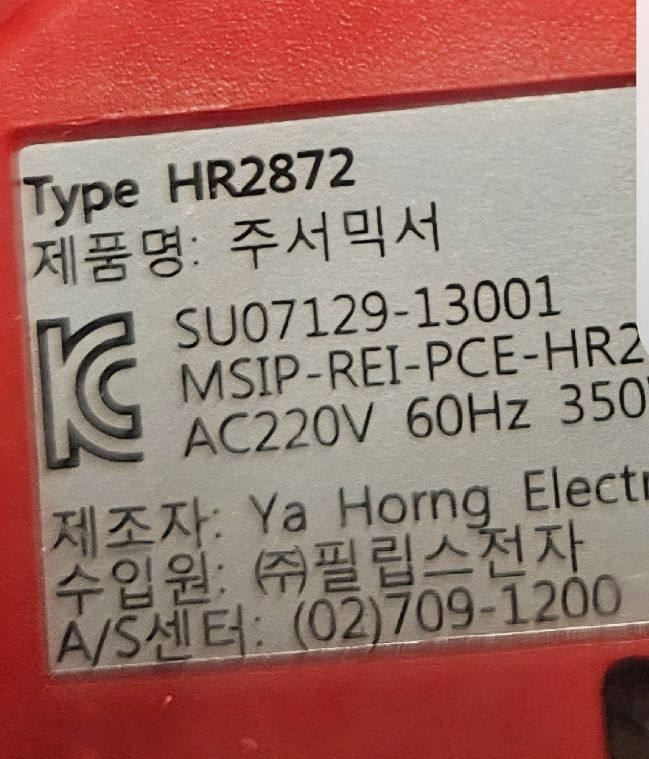 Type HR2872
제품명: 주서믹서
SU07129-13001
MSIP-REI-PCE-HR2
AC220V 60Hz 350
제조자: Ya Horng Electr
수입원: ㈜필립스전자
A/S센터: (02)709-1200